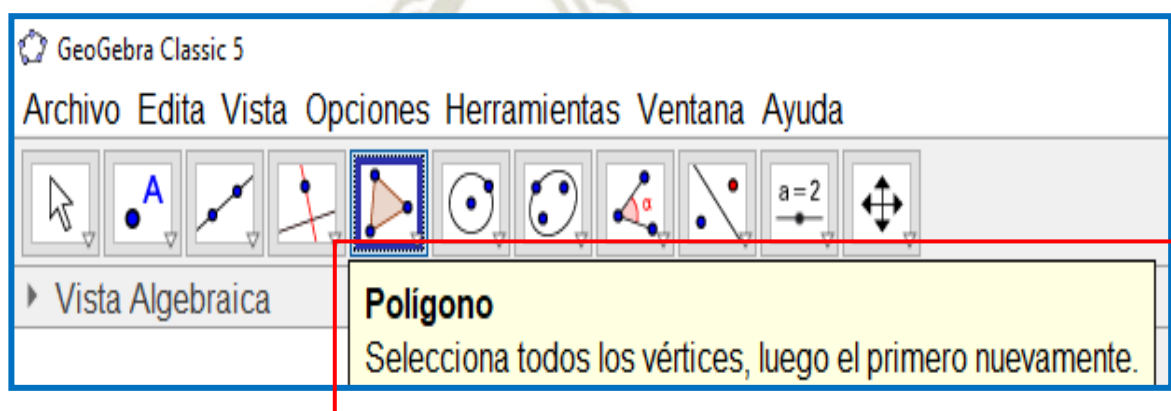 GeoGebra Classic 5
Archivo Edita Vista Opciones Herramientas Ventana Ayuda
A α a = 2
Vista Algebraica
Polígono
Selecciona todos los vértices, luego el primero nuevamente.